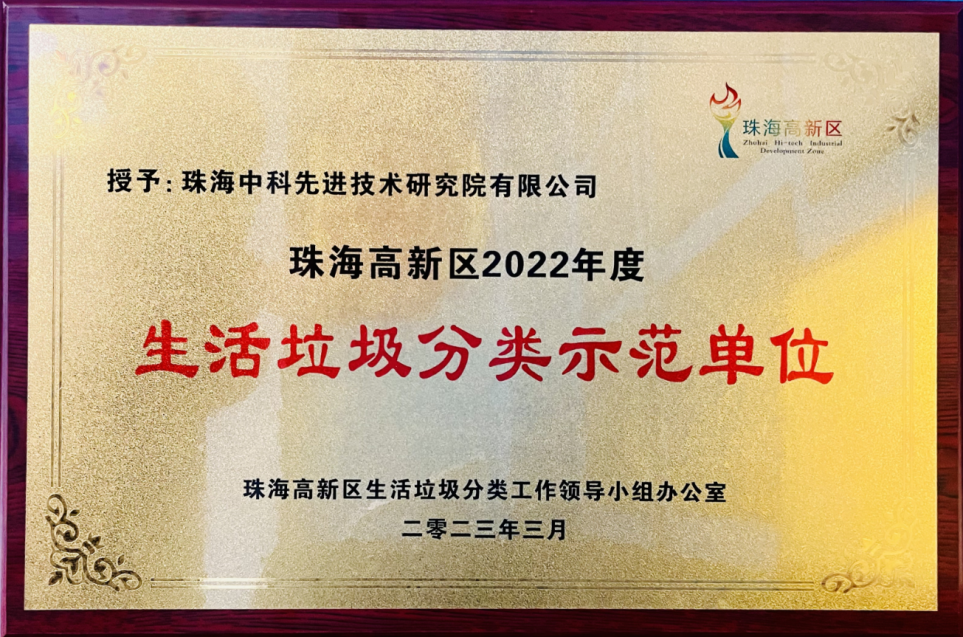 珠海高新区
Zhuhai Hi-tech Industrial
Development Zone
授予：珠海中科先进技术研究院有限公司
珠海高新区2022年度
生活垃圾分类示范单位
珠海高新区生活垃圾分类工作领导小组办公室
二零二三年三月